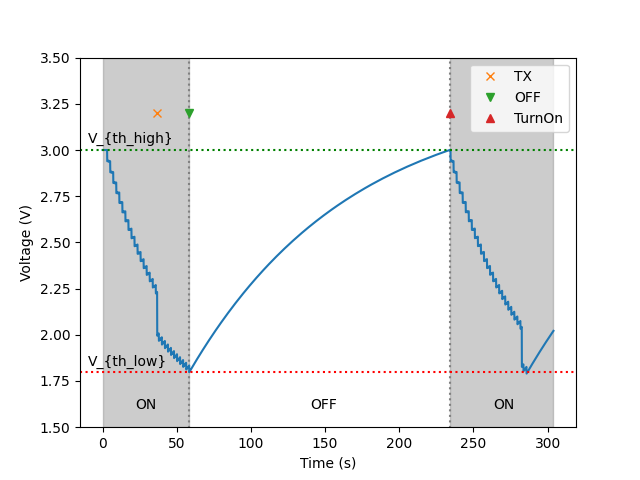 3.50
3.25
3.00
2.75
2.50
2.25
2.00
1.75
1.50
Voltage (V)
TX
OFF
TurnOn
V_{th_high}
V_{th_low}
ON
OFF
ON
0
50
100
150
200
250
300
Time (s)